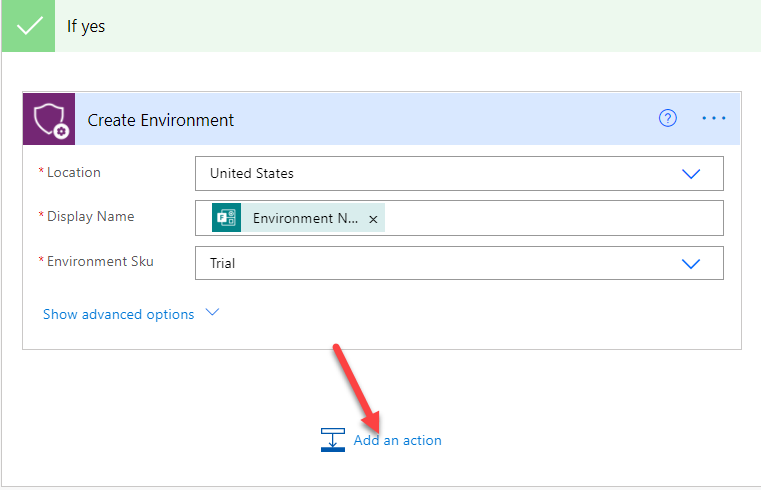 If yes
Create Environment
* Location
United States
* Display Name
Environment N... ×
* Environment Sku
Trial
Show advanced options
Add an action